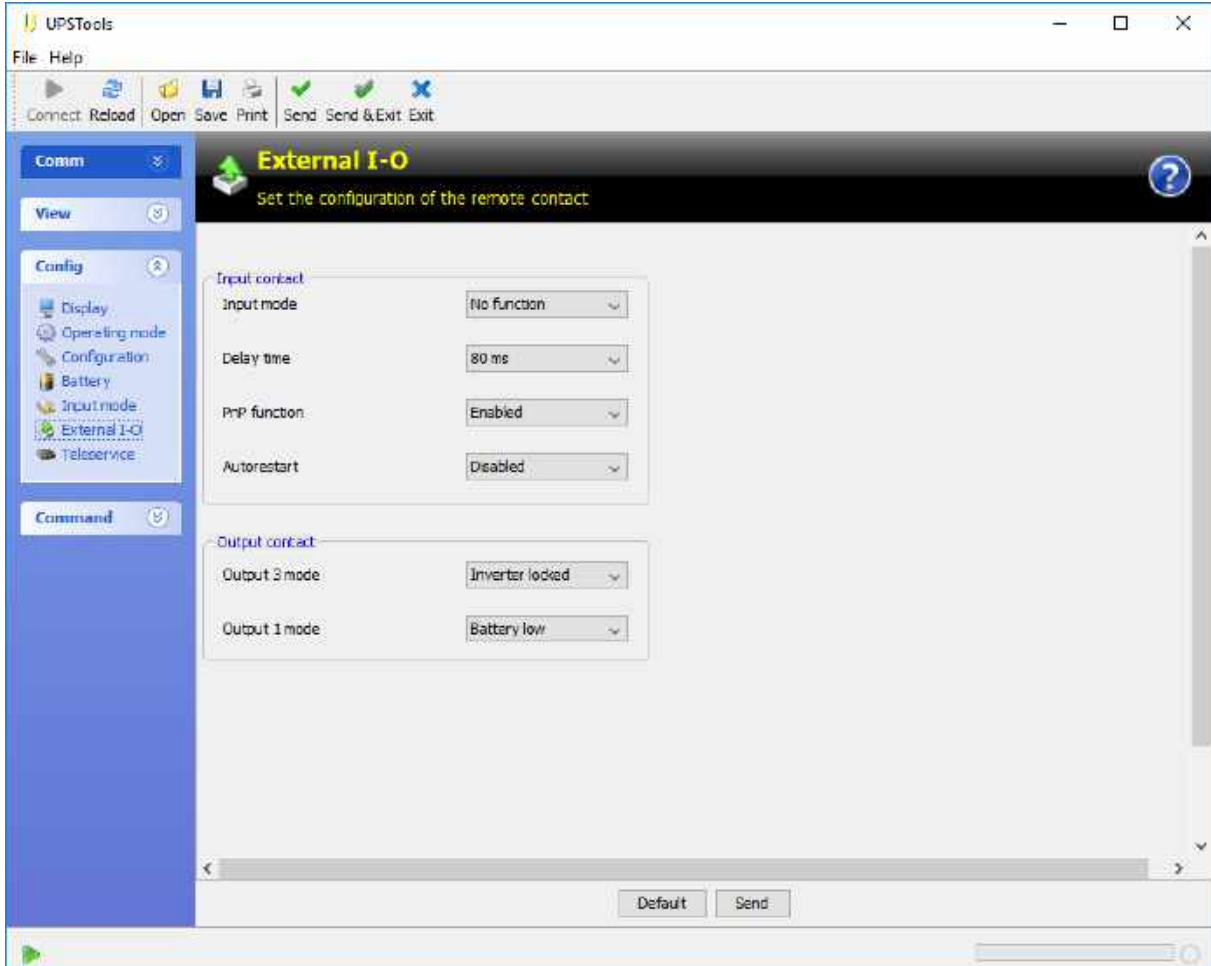 UPSTools
File Help
Connect Reload Open Save Print Send Send & Exit Exit
Comm
View
Config
Display
Operating mode
Configuration
Battery
Input mode
External I-O
Teleservice
Command
External I-O
Set the configuration of the remote contact
?
Input contact
Input mode No function
Delay time 80 ms
PnP function Enabled
Autorestart Disabled
Output contact
Output 3 mode Inverter locked
Output 1 mode Battery low
Default Send